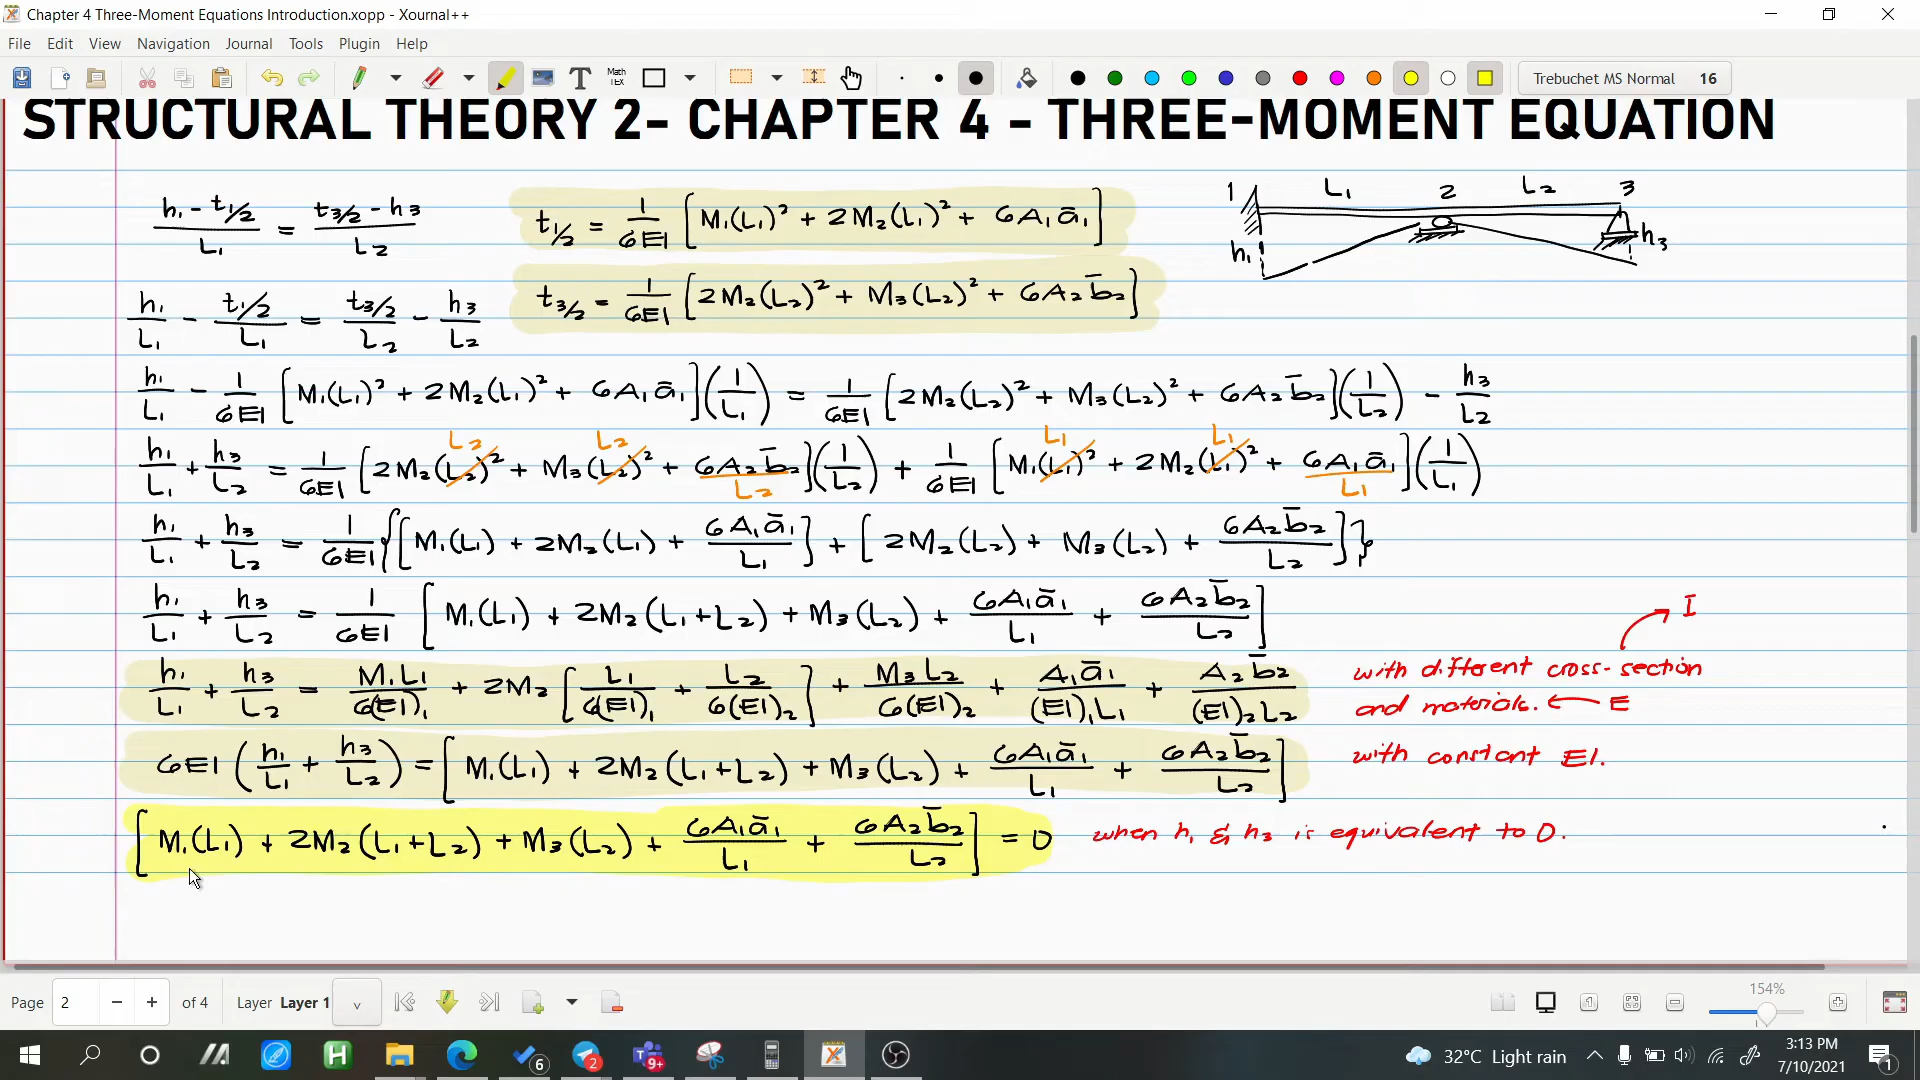 Chapter 4 Three-Moment Equations Introduction.xopp - Xournal++
File Edit View Navigation Journal Tools Plugin Help
Math TEX
Trebuchet MS Normal 16
STRUCTURAL THEORY 2- CHAPTER 4 - THREE-MOMENT EQUATION
1 L₁ 2 L₂ 3
h₁ h₃
(h₁ - t₁/₂)/L₁ = (t₃/₂ - h₃)/L₂
t₁/₂ = 1/6EI [M₁(L₁)² + 2M₂(L₁)² + 6A₁ā₁]
t₃/₂ = 1/6EI [2M₂(L₂)² + M₃(L₂)² + 6A₂b̄₂]
h₁/L₁ - t₁/₂/L₁ = t₃/₂/L₂ - h₃/L₂
h₁/L₁ - 1/6EI [M₁(L₁)² + 2M₂(L₁)² + 6A₁ā₁](1/L₁) = 1/6EI [2M₂(L₂)² + M₃(L₂)² + 6A₂b̄₂](1/L₂) - h₃/L₂
L₂ L₂ L₁ L₁
h₁/L₁ + h₃/L₂ = 1/6EI [2M₂(L₂)² + M₃(L₂)² + 6A₂b̄₂/L₂](1/L₂) + 1/6EI [M₁(L₁)² + 2M₂(L₁)² + 6A₁ā₁/L₁](1/L₁)
h₁/L₁ + h₃/L₂ = 1/6EI {[M₁(L₁) + 2M₂(L₁) + 6A₁ā₁/L₁] + [2M₂(L₂) + M₃(L₂) + 6A₂b̄₂/L₂]}
h₁/L₁ + h₃/L₂ = 1/6EI [M₁(L₁) + 2M₂(L₁+L₂) + M₃(L₂) + 6A₁ā₁/L₁ + 6A₂b̄₂/L₂]
I
h₁/L₁ + h₃/L₂ = M₁L₁/6(EI)₁ + 2M₂ [L₁/6(EI)₁ + L₂/6(EI)₂] + M₃L₂/6(EI)₂ + A₁ā₁/(EI)₁L₁ + A₂b̄₂/(EI)₂L₂
with different cross-section
and materials. E
6EI (h₁/L₁ + h₃/L₂) = [M₁(L₁) + 2M₂(L₁+L₂) + M₃(L₂) + 6A₁ā₁/L₁ + 6A₂b̄₂/L₂]
with constant EI.
[M₁(L₁) + 2M₂(L₁+L₂) + M₃(L₂) + 6A₁ā₁/L₁ + 6A₂b̄₂/L₂] = 0
when h₁ & h₃ is equivalent to 0.
Page 2 of 4 Layer Layer 1
154%
6 2 9+
32°C Light rain
3:13 PM
7/10/2021
1